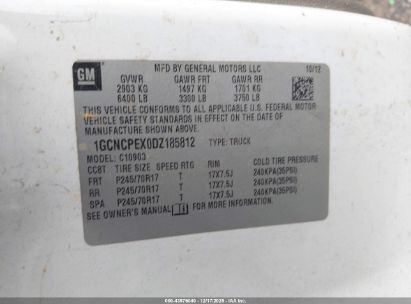 GM
MFD BY GENERAL MOTORS LLC 10/12
GVWR GAWR FRT GAWR RR
2903 KG 1497 KG 1701 KG
6400 LB 3300 LB 3750 LB
THIS VEHICLE CONFORMS TO ALL APPLICABLE U.S. FEDERAL MOTOR
VEHICLE SAFETY STANDARDS IN EFFECT ON THE DATE OF
MANUFACTURE SHOWN ABOVE.
1GCNCPEX0DZ185812 TYPE: TRUCK
MODEL: C10903
CC8T TIRE SIZE SPEED RTG RIM COLD TIRE PRESSURE
FRT P245/70R17 T 17X7.5J 240KPA(35PSI)
RR P245/70R17 T 17X7.5J 240KPA(35PSI)
SPA P245/70R17 T 17X7.5J 240KPA(35PSI)
SEE OWNER'S MANUAL FOR MORE INFORMATION.